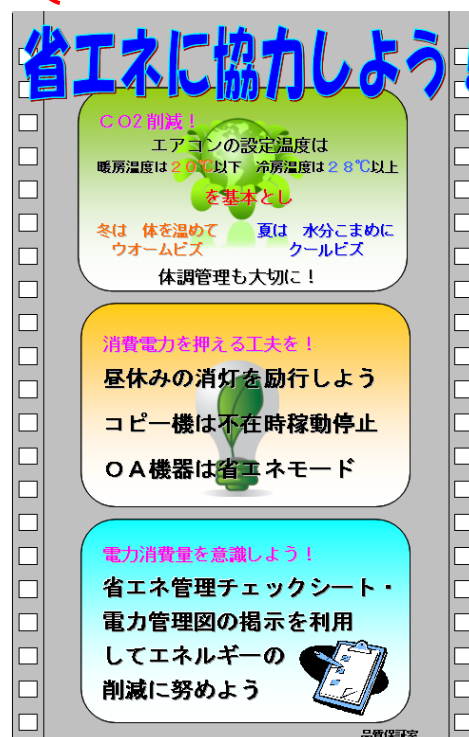 省エネに協力しよう!
CO2削減!
エアコンの設定温度は
暖房温度は20℃以下 冷房温度は28℃以上
を基本とし
冬は 体を温めて 夏は 水分こまめに
ウオームビズ クールビズ
体調管理も大切に!
消費電力を押える工夫を!
昼休みの消灯を励行しよう
コピー機は不在時稼動停止
OA機器は省エネモード
電力消費量を意識しよう!
省エネ管理チェックシート・
電力管理図の掲示を利用
してエネルギーの
削減に努めよう
品質保証室